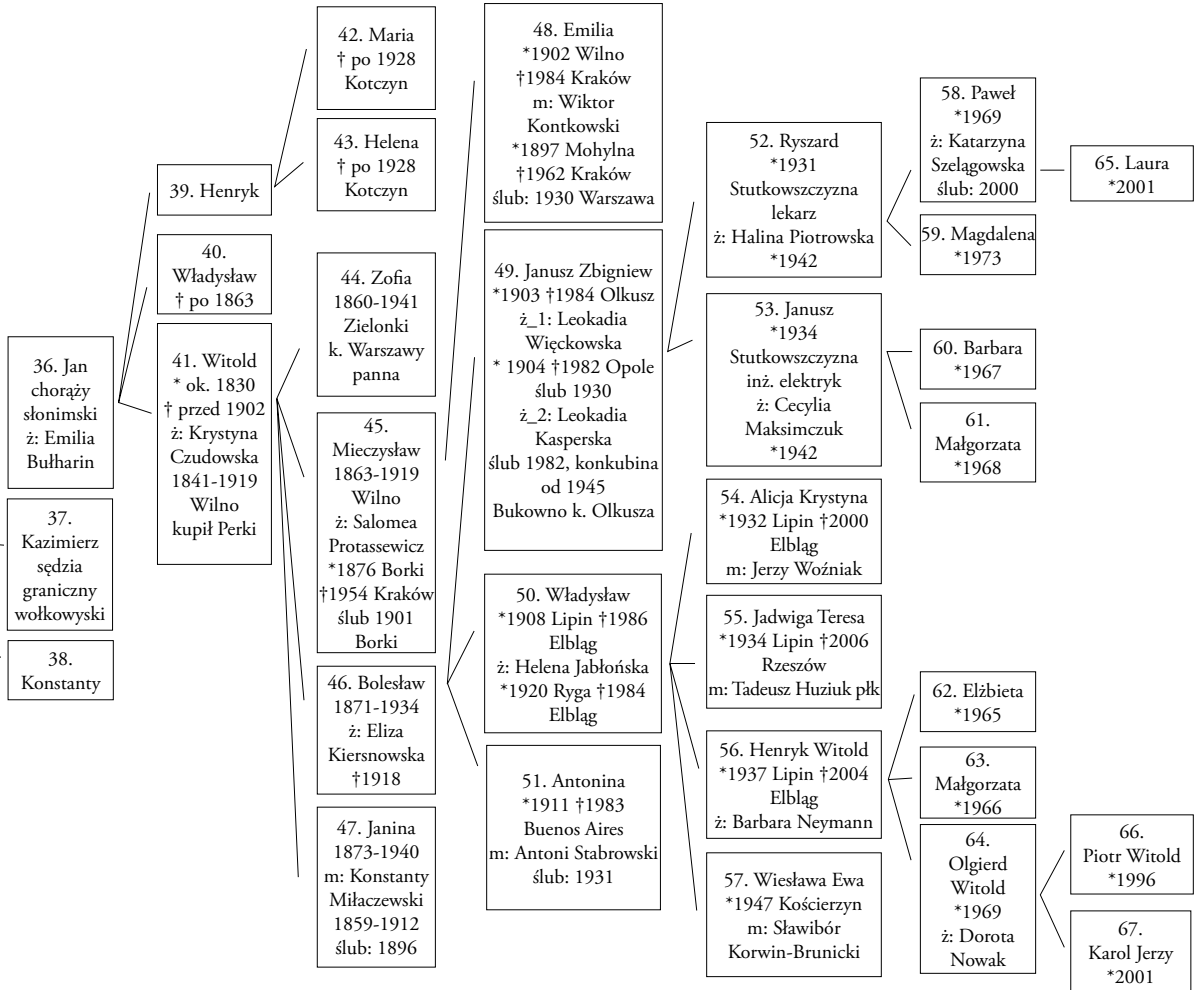 36. Jan
chorąży
słonimski
ż: Emilia
Bułharin
37.
Kazimierz
sędzia
graniczny
wołkowyski
38.
Konstanty
39. Henryk
40.
Władysław
† po 1863
41. Witold
* ok. 1830
† przed 1902
ż: Krystyna
Czudowska
1841-1919
Wilno
kupił Perki
42. Maria
† po 1928
Kotczyn
43. Helena
† po 1928
Kotczyn
44. Zofia
1860-1941
Zielonki
k. Warszawy
panna
45.
Mieczysław
1863-1919
Wilno
ż: Salomea
Protassewicz
*1876 Borki
†1954 Kraków
ślub 1901
Borki
46. Bolesław
1871-1934
ż: Eliza
Kiersnowska
†1918
47. Janina
1873-1940
m: Konstanty
Miłaczewski
1859-1912
ślub: 1896
48. Emilia
*1902 Wilno
†1984 Kraków
m: Wiktor
Kontkowski
*1897 Mohylna
†1962 Kraków
ślub: 1930 Warszawa
49. Janusz Zbigniew
*1903 †1984 Olkusz
ż_1: Leokadia
Więckowska
* 1904 †1982 Opole
ślub 1930
ż_2: Leokadia
Kasperska
ślub 1982, konkubina
od 1945
Bukowno k. Olkusza
50. Władysław
*1908 Lipin †1986
Elbląg
ż: Helena Jabłońska
*1920 Ryga †1984
Elbląg
51. Antonina
*1911 †1983
Buenos Aires
m: Antoni Stabrowski
ślub: 1931
52. Ryszard
*1931
Stutkowszczyzna
lekarz
ż: Halina Piotrowska
*1942
53. Janusz
*1934
Stutkowszczyzna
inż. elektryk
ż: Cecylia
Maksimczuk
*1942
54. Alicja Krystyna
*1932 Lipin †2000
Elbląg
m: Jerzy Woźniak
55. Jadwiga Teresa
*1934 Lipin †2006
Rzeszów
m: Tadeusz Huziuk płk
56. Henryk Witold
*1937 Lipin †2004
Elbląg
ż: Barbara Neymann
57. Wiesława Ewa
*1947 Kościerzyn
m: Sławibór
Korwin-Brunicki
58. Paweł
*1969
ż: Katarzyna
Szelągowska
ślub: 2000
59. Magdalena
*1973
60. Barbara
*1967
61.
Małgorzata
*1968
62. Elżbieta
*1965
63.
Małgorzata
*1966
64.
Olgierd
Witold
*1969
ż: Dorota
Nowak
65. Laura
*2001
66.
Piotr Witold
*1996
67.
Karol Jerzy
*2001